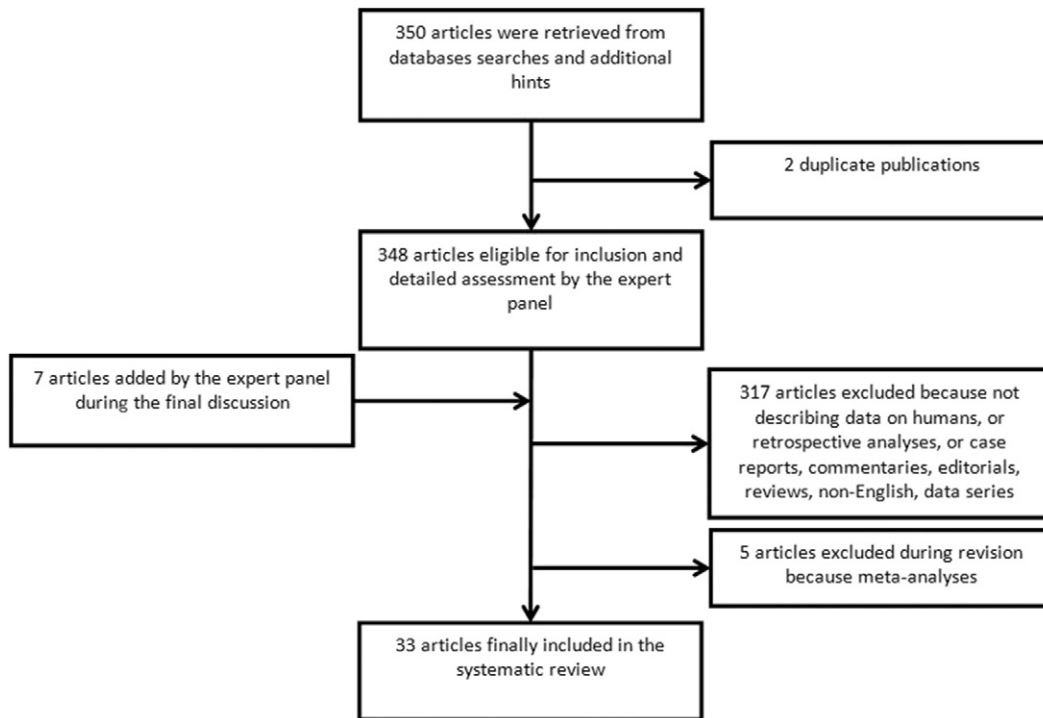 350 articles were retrieved from
databases searches and additional
hints
2 duplicate publications
348 articles eligible for inclusion and
detailed assessment by the expert
panel
7 articles added by the expert panel
during the final discussion
317 articles excluded because not
describing data on humans, or
retrospective analyses, or case
reports, commentaries, editorials,
reviews, non-English, data series
5 articles excluded during revision
because meta-analyses
33 articles finally included in the
systematic review